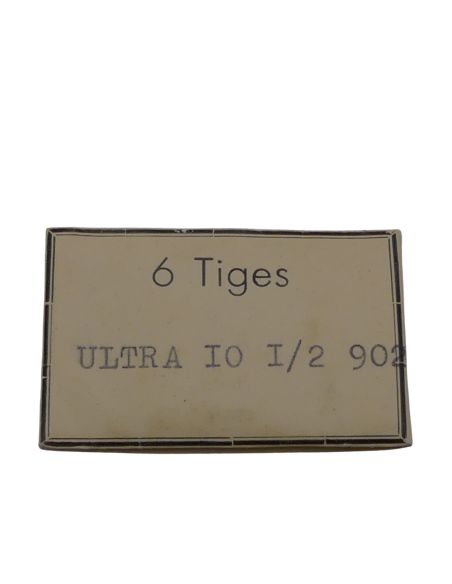 6 Tiges
ULTRA IO I/2 902